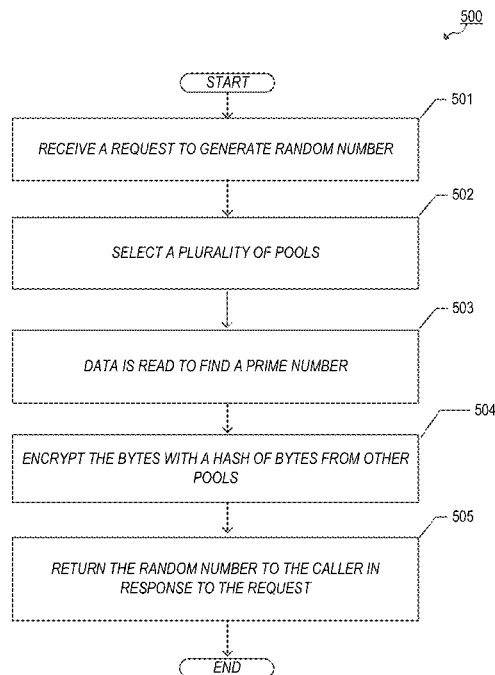 500
START
501
RECEIVE A REQUEST TO GENERATE RANDOM NUMBER
502
SELECT A PLURALITY OF POOLS
503
DATA IS READ TO FIND A PRIME NUMBER
504
ENCRYPT THE BYTES WITH A HASH OF BYTES FROM OTHER
POOLS
505
RETURN THE RANDOM NUMBER TO THE CALLER IN
RESPONSE TO THE REQUEST
END